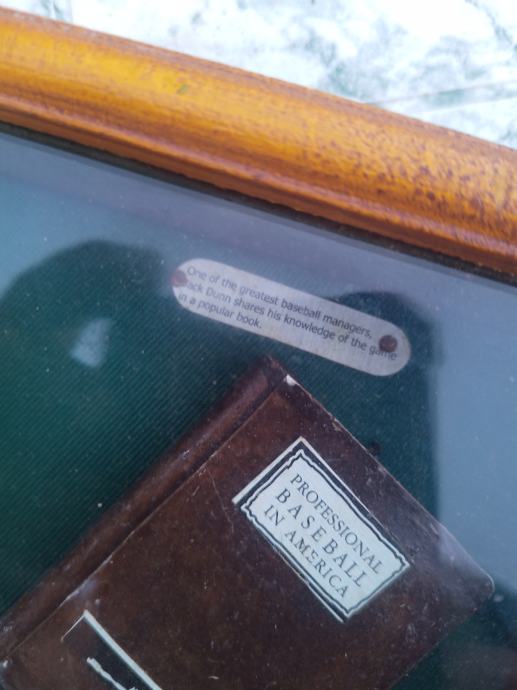 One of the greatest baseball managers,
Jack Dunn shares his knowledge of the game
in a popular book.
PROFESSIONAL
BASEBALL
IN AMERICA